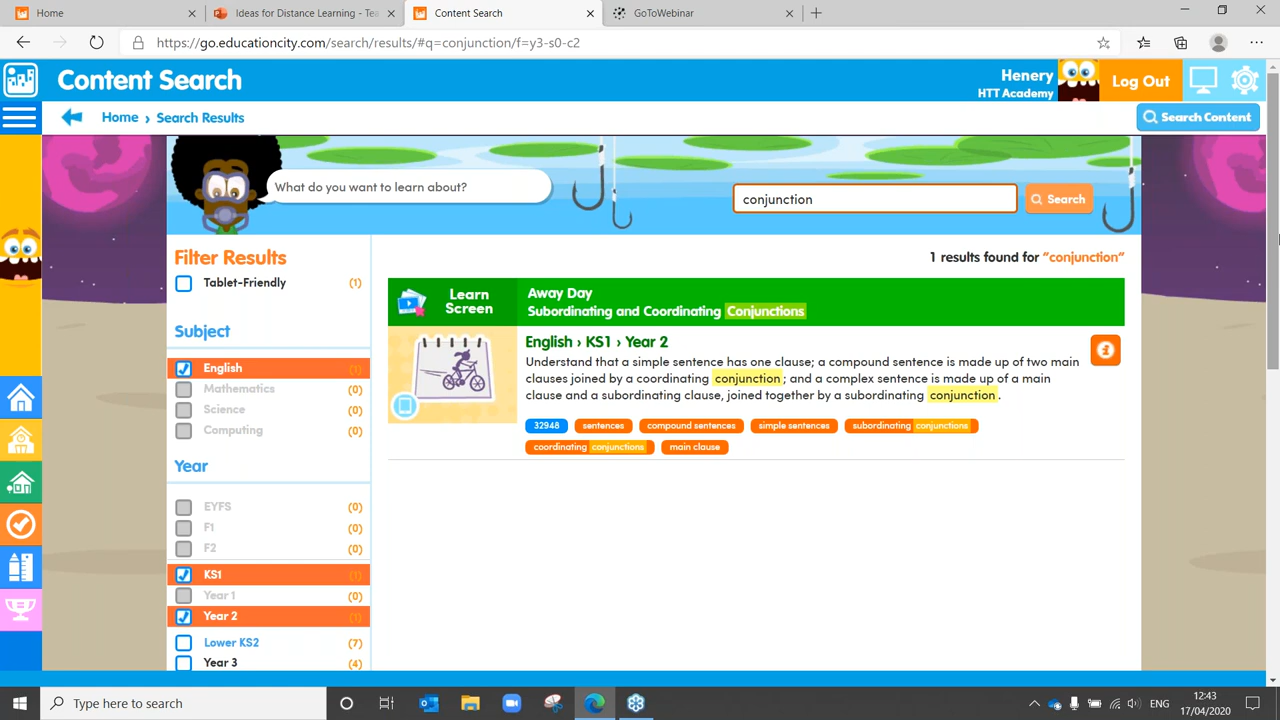 Home
Ideas for Distance Learning - Tea
Content Search
GoToWebinar
https://go.educationcity.com/search/results/#q=conjunction/f=y3-s0-c2
Content Search
Henery
HTT Academy
Log Out
Home › Search Results
Search Content
What do you want to learn about?
conjunction
Search
Filter Results
Tablet-Friendly (1)
Subject
English (1)
Mathematics (0)
Science (0)
Computing (0)
Year
EYFS (0)
F1 (0)
F2 (0)
KS1 (1)
Year 1 (0)
Year 2 (1)
Lower KS2 (7)
Year 3 (4)
1 results found for "conjunction"
Learn
Screen
Away Day
Subordinating and Coordinating Conjunctions
English › KS1 › Year 2
Understand that a simple sentence has one clause; a compound sentence is made up of two main
clauses joined by a coordinating conjunction; and a complex sentence is made up of a main
clause and a subordinating clause, joined together by a subordinating conjunction.
32948 sentences compound sentences simple sentences subordinating conjunctions
coordinating conjunctions main clause
Type here to search
ENG
12:43
17/04/2020